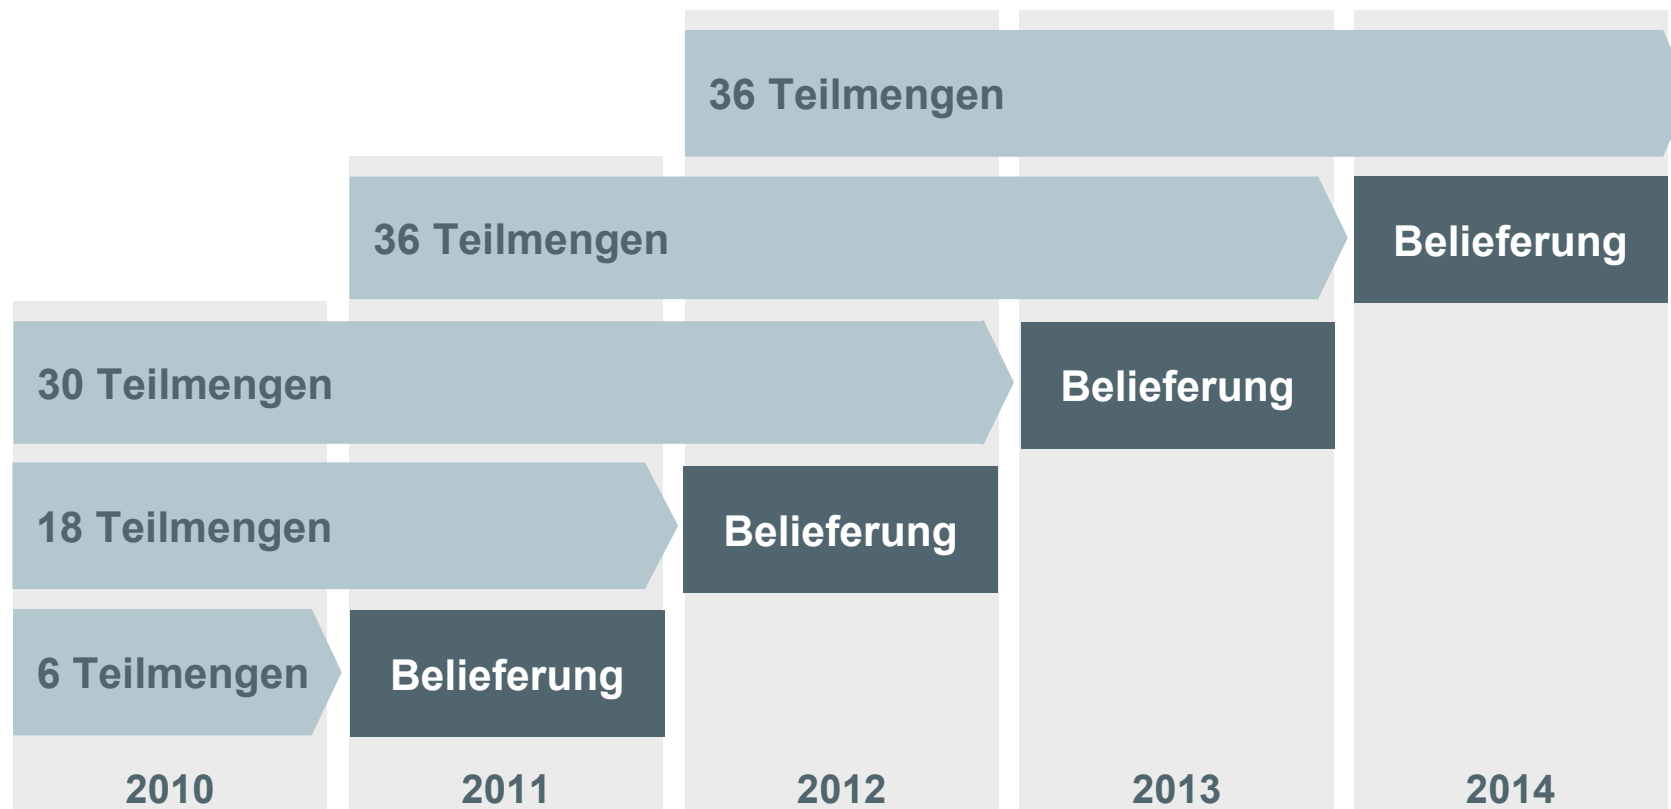 36 Teilmengen
36 Teilmengen
Belieferung
30 Teilmengen
Belieferung
18 Teilmengen
Belieferung
6 Teilmengen
Belieferung
2010
2011
2012
2013
2014